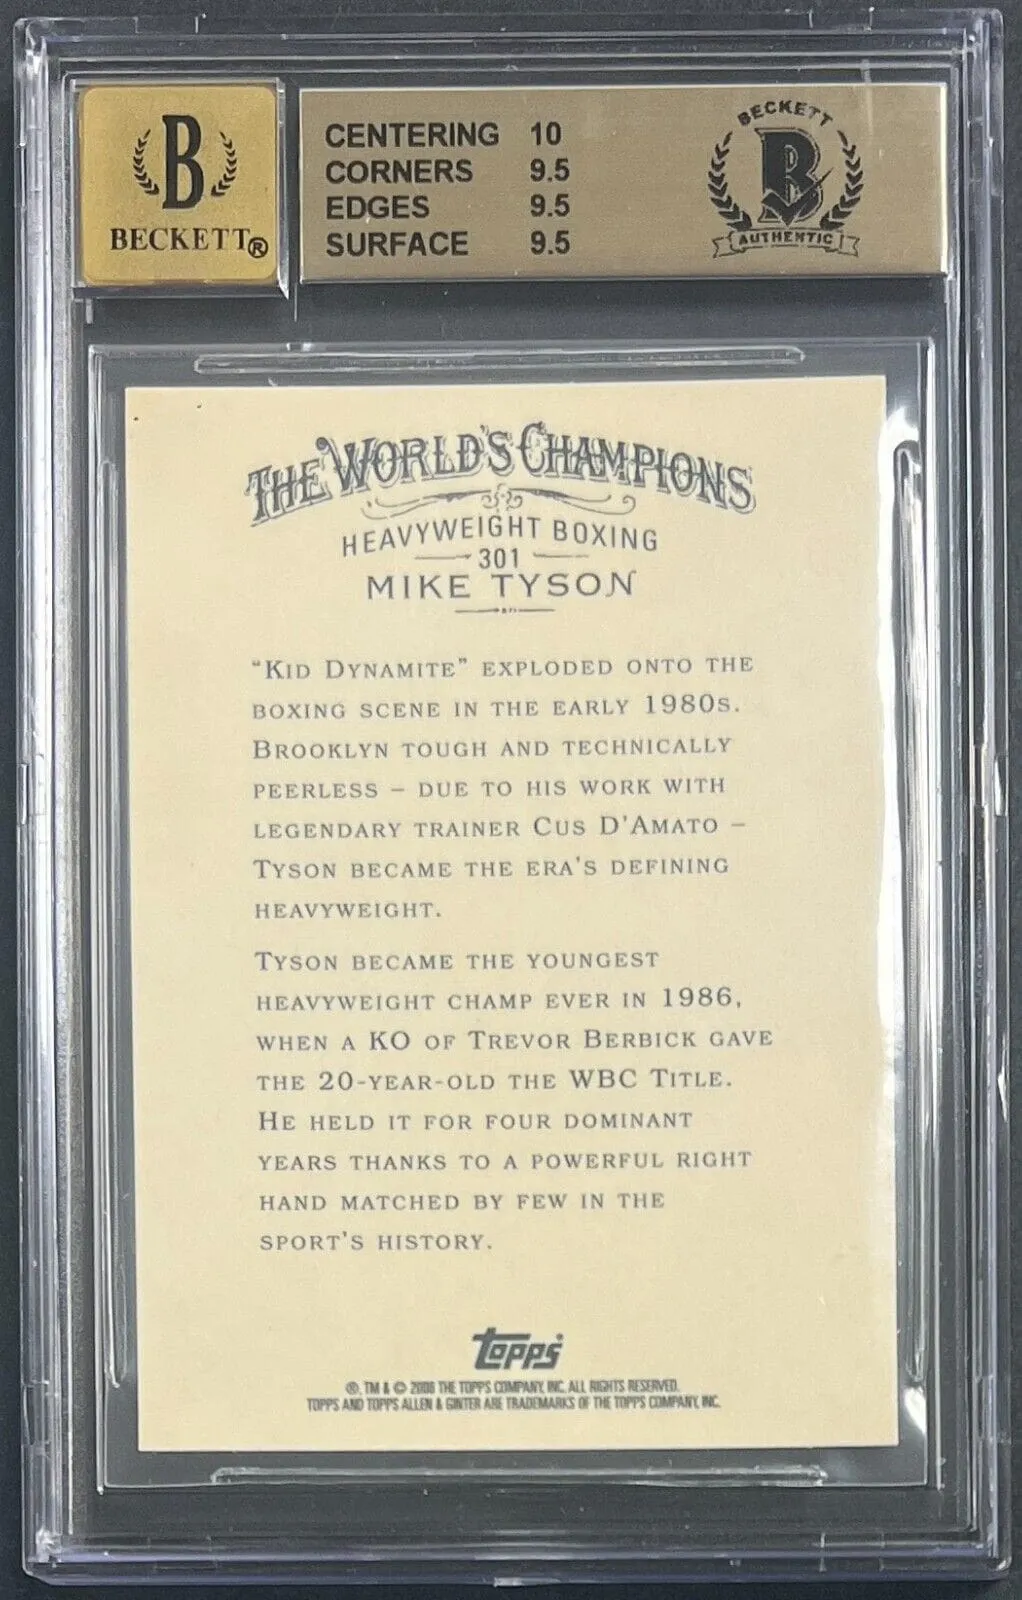 B
BECKETT®
CENTERING 10
CORNERS 9.5
EDGES 9.5
SURFACE 9.5
BECKETT
B
AUTHENTIC
THE WORLD'S CHAMPIONS
HEAVYWEIGHT BOXING
301
MIKE TYSON
"KID DYNAMITE" EXPLODED ONTO THE
BOXING SCENE IN THE EARLY 1980S.
BROOKLYN TOUGH AND TECHNICALLY
PEERLESS – DUE TO HIS WORK WITH
LEGENDARY TRAINER CUS D'AMATO –
TYSON BECAME THE ERA'S DEFINING
HEAVYWEIGHT.
TYSON BECAME THE YOUNGEST
HEAVYWEIGHT CHAMP EVER IN 1986,
WHEN A KO OF TREVOR BERBICK GAVE
THE 20-YEAR-OLD THE WBC TITLE.
HE HELD IT FOR FOUR DOMINANT
YEARS THANKS TO A POWERFUL RIGHT
HAND MATCHED BY FEW IN THE
SPORT'S HISTORY.
Topps
®, TM & © 2006 THE TOPPS COMPANY, INC. ALL RIGHTS RESERVED.
TOPPS AND TOPPS ALLEN & GINTER ARE TRADEMARKS OF THE TOPPS COMPANY, INC.